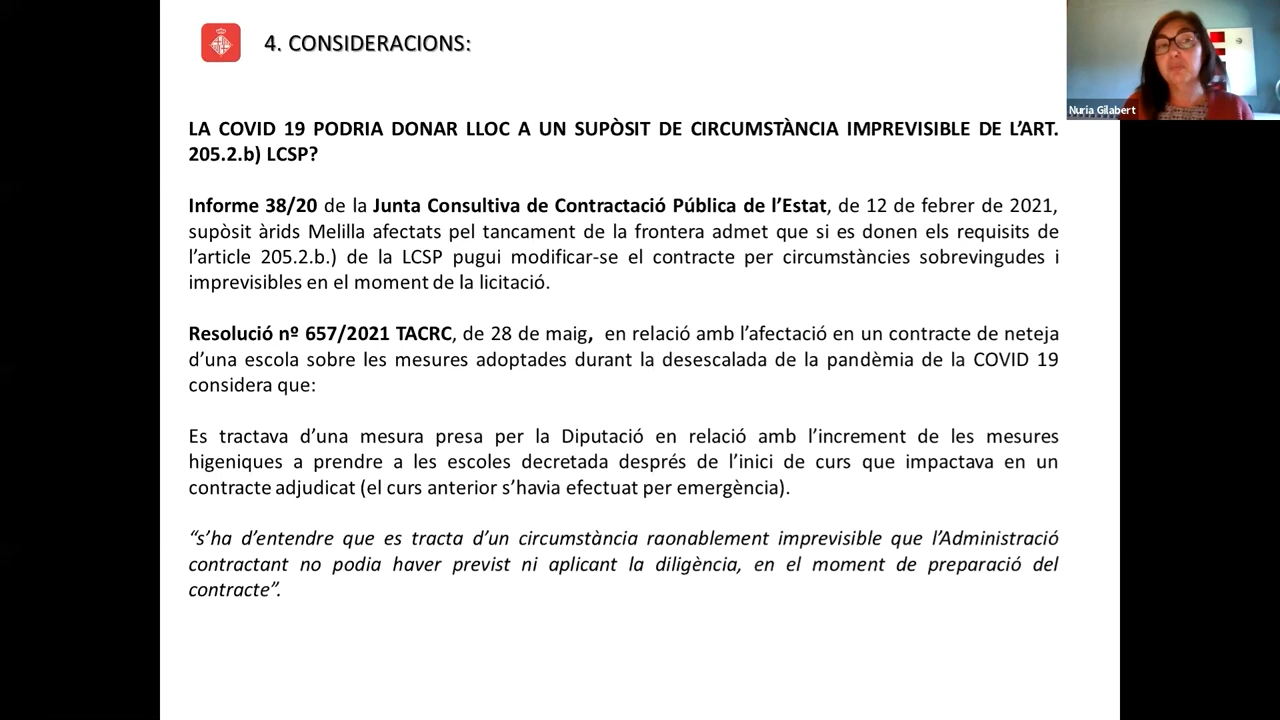 4. CONSIDERACIONS:
Nuria Gilabert
LA COVID 19 PODRIA DONAR LLOC A UN SUPÒSIT DE CIRCUMSTÀNCIA IMPREVISIBLE DE L’ART.
205.2.b) LCSP?
Informe 38/20 de la Junta Consultiva de Contractació Pública de l’Estat, de 12 de febrer de 2021,
supòsit àrids Melilla afectats pel tancament de la frontera admet que si es donen els requisits de
l’article 205.2.b.) de la LCSP pugui modificar-se el contracte per circumstàncies sobrevingudes i
imprevisibles en el moment de la licitació.
Resolució nº 657/2021 TACRC, de 28 de maig, en relació amb l’afectació en un contracte de neteja
d’una escola sobre les mesures adoptades durant la desescalada de la pandèmia de la COVID 19
considera que:
Es tractava d’una mesura presa per la Diputació en relació amb l’increment de les mesures
higeniques a prendre a les escoles decretada després de l’inici de curs que impactava en un
contracte adjudicat (el curs anterior s’havia efectuat per emergència).
“s’ha d’entendre que es tracta d’un circumstància raonablement imprevisible que l’Administració
contractant no podia haver previst ni aplicant la diligència, en el moment de preparació del
contracte”.